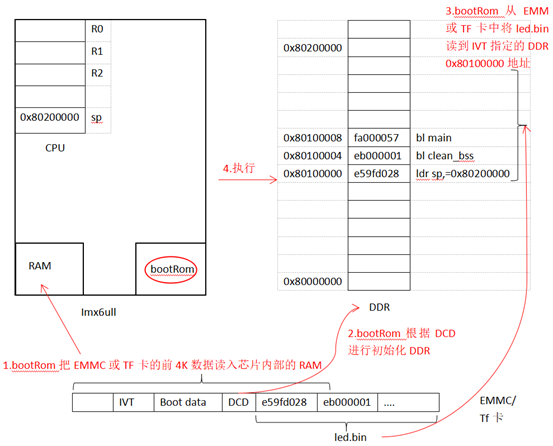 3.bootRom 从 EMM
或 TF 卡中将 led.bin
读到 IVT 指定的 DDR
0x80100000 地址
R0
R1
R2
0x80200000 sp
CPU
RAM
bootRom
Imx6ull
4.执行
0x80200000
0x80100008 fa000057 bl main
0x80100004 eb000001 bl clean_bss
0x80100000 e59fd028 ldr sp,=0x80200000
0x80000000
DDR
2.bootRom 根据 DCD
进行初始化 DDR
1.bootRom 把 EMMC 或 TF 卡的前 4K 数据读入芯片内部的 RAM
IVT Boot data DCD e59fd028 eb000001 ....
EMMC/
Tf 卡
led.bin